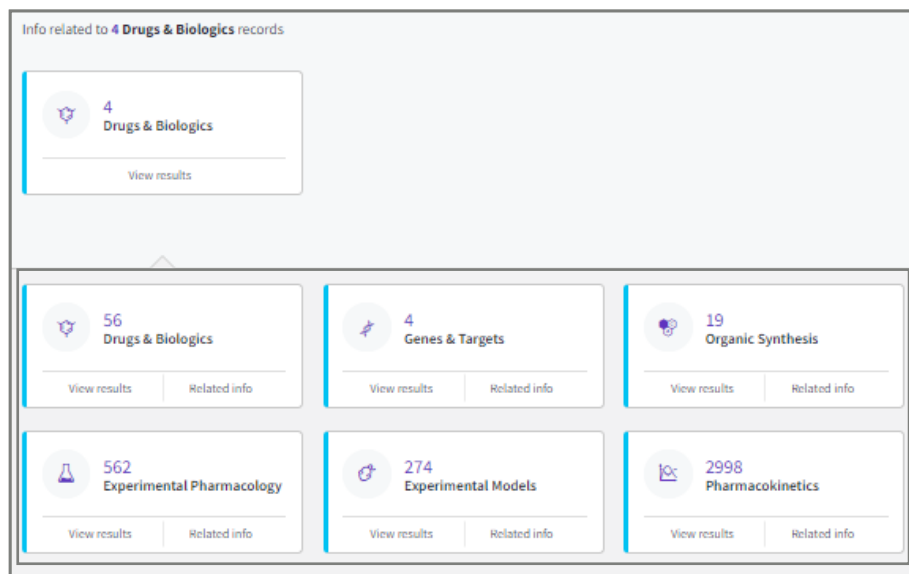 Info related to 4 Drugs & Biologics records
4
Drugs & Biologics
View results
56
Drugs & Biologics
View results Related info
4
Genes & Targets
View results Related info
19
Organic Synthesis
View results Related info
562
Experimental Pharmacology
View results Related info
274
Experimental Models
View results Related info
2998
Pharmacokinetics
View results Related info